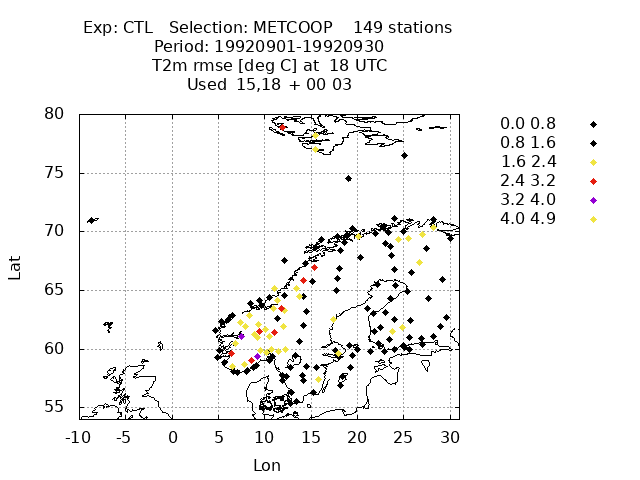 Exp: CTL   Selection: METCOOP    149 stations
Period: 19920901-19920930
T2m rmse [deg C] at  18 UTC
Used  15,18 + 00 03
80
75
70
65
60
55
-10 -5 0 5 10 15 20 25 30
Lat
Lon
0.0 0.8
0.8 1.6
1.6 2.4
2.4 3.2
3.2 4.0
4.0 4.9